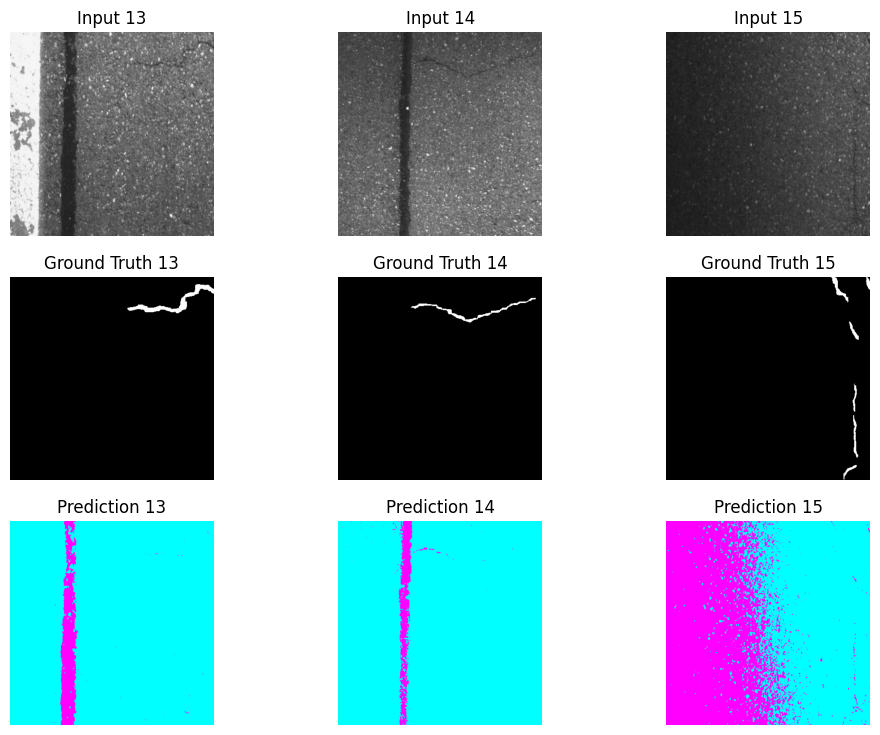 Input 13
Input 14
Input 15
Ground Truth 13
Ground Truth 14
Ground Truth 15
Prediction 13
Prediction 14
Prediction 15